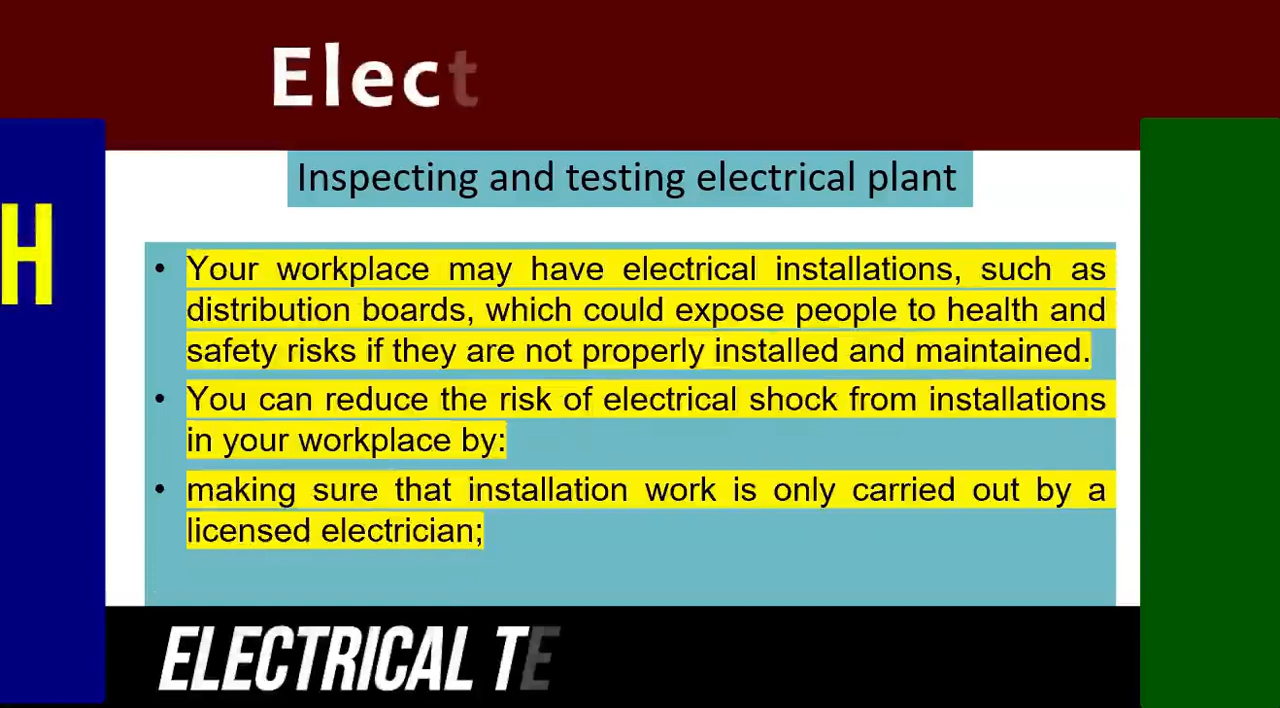 Elect
Inspecting and testing electrical plant
H
• Your workplace may have electrical installations, such as
distribution boards, which could expose people to health and
safety risks if they are not properly installed and maintained.
• You can reduce the risk of electrical shock from installations
in your workplace by:
• making sure that installation work is only carried out by a
licensed electrician;
ELECTRICAL TE